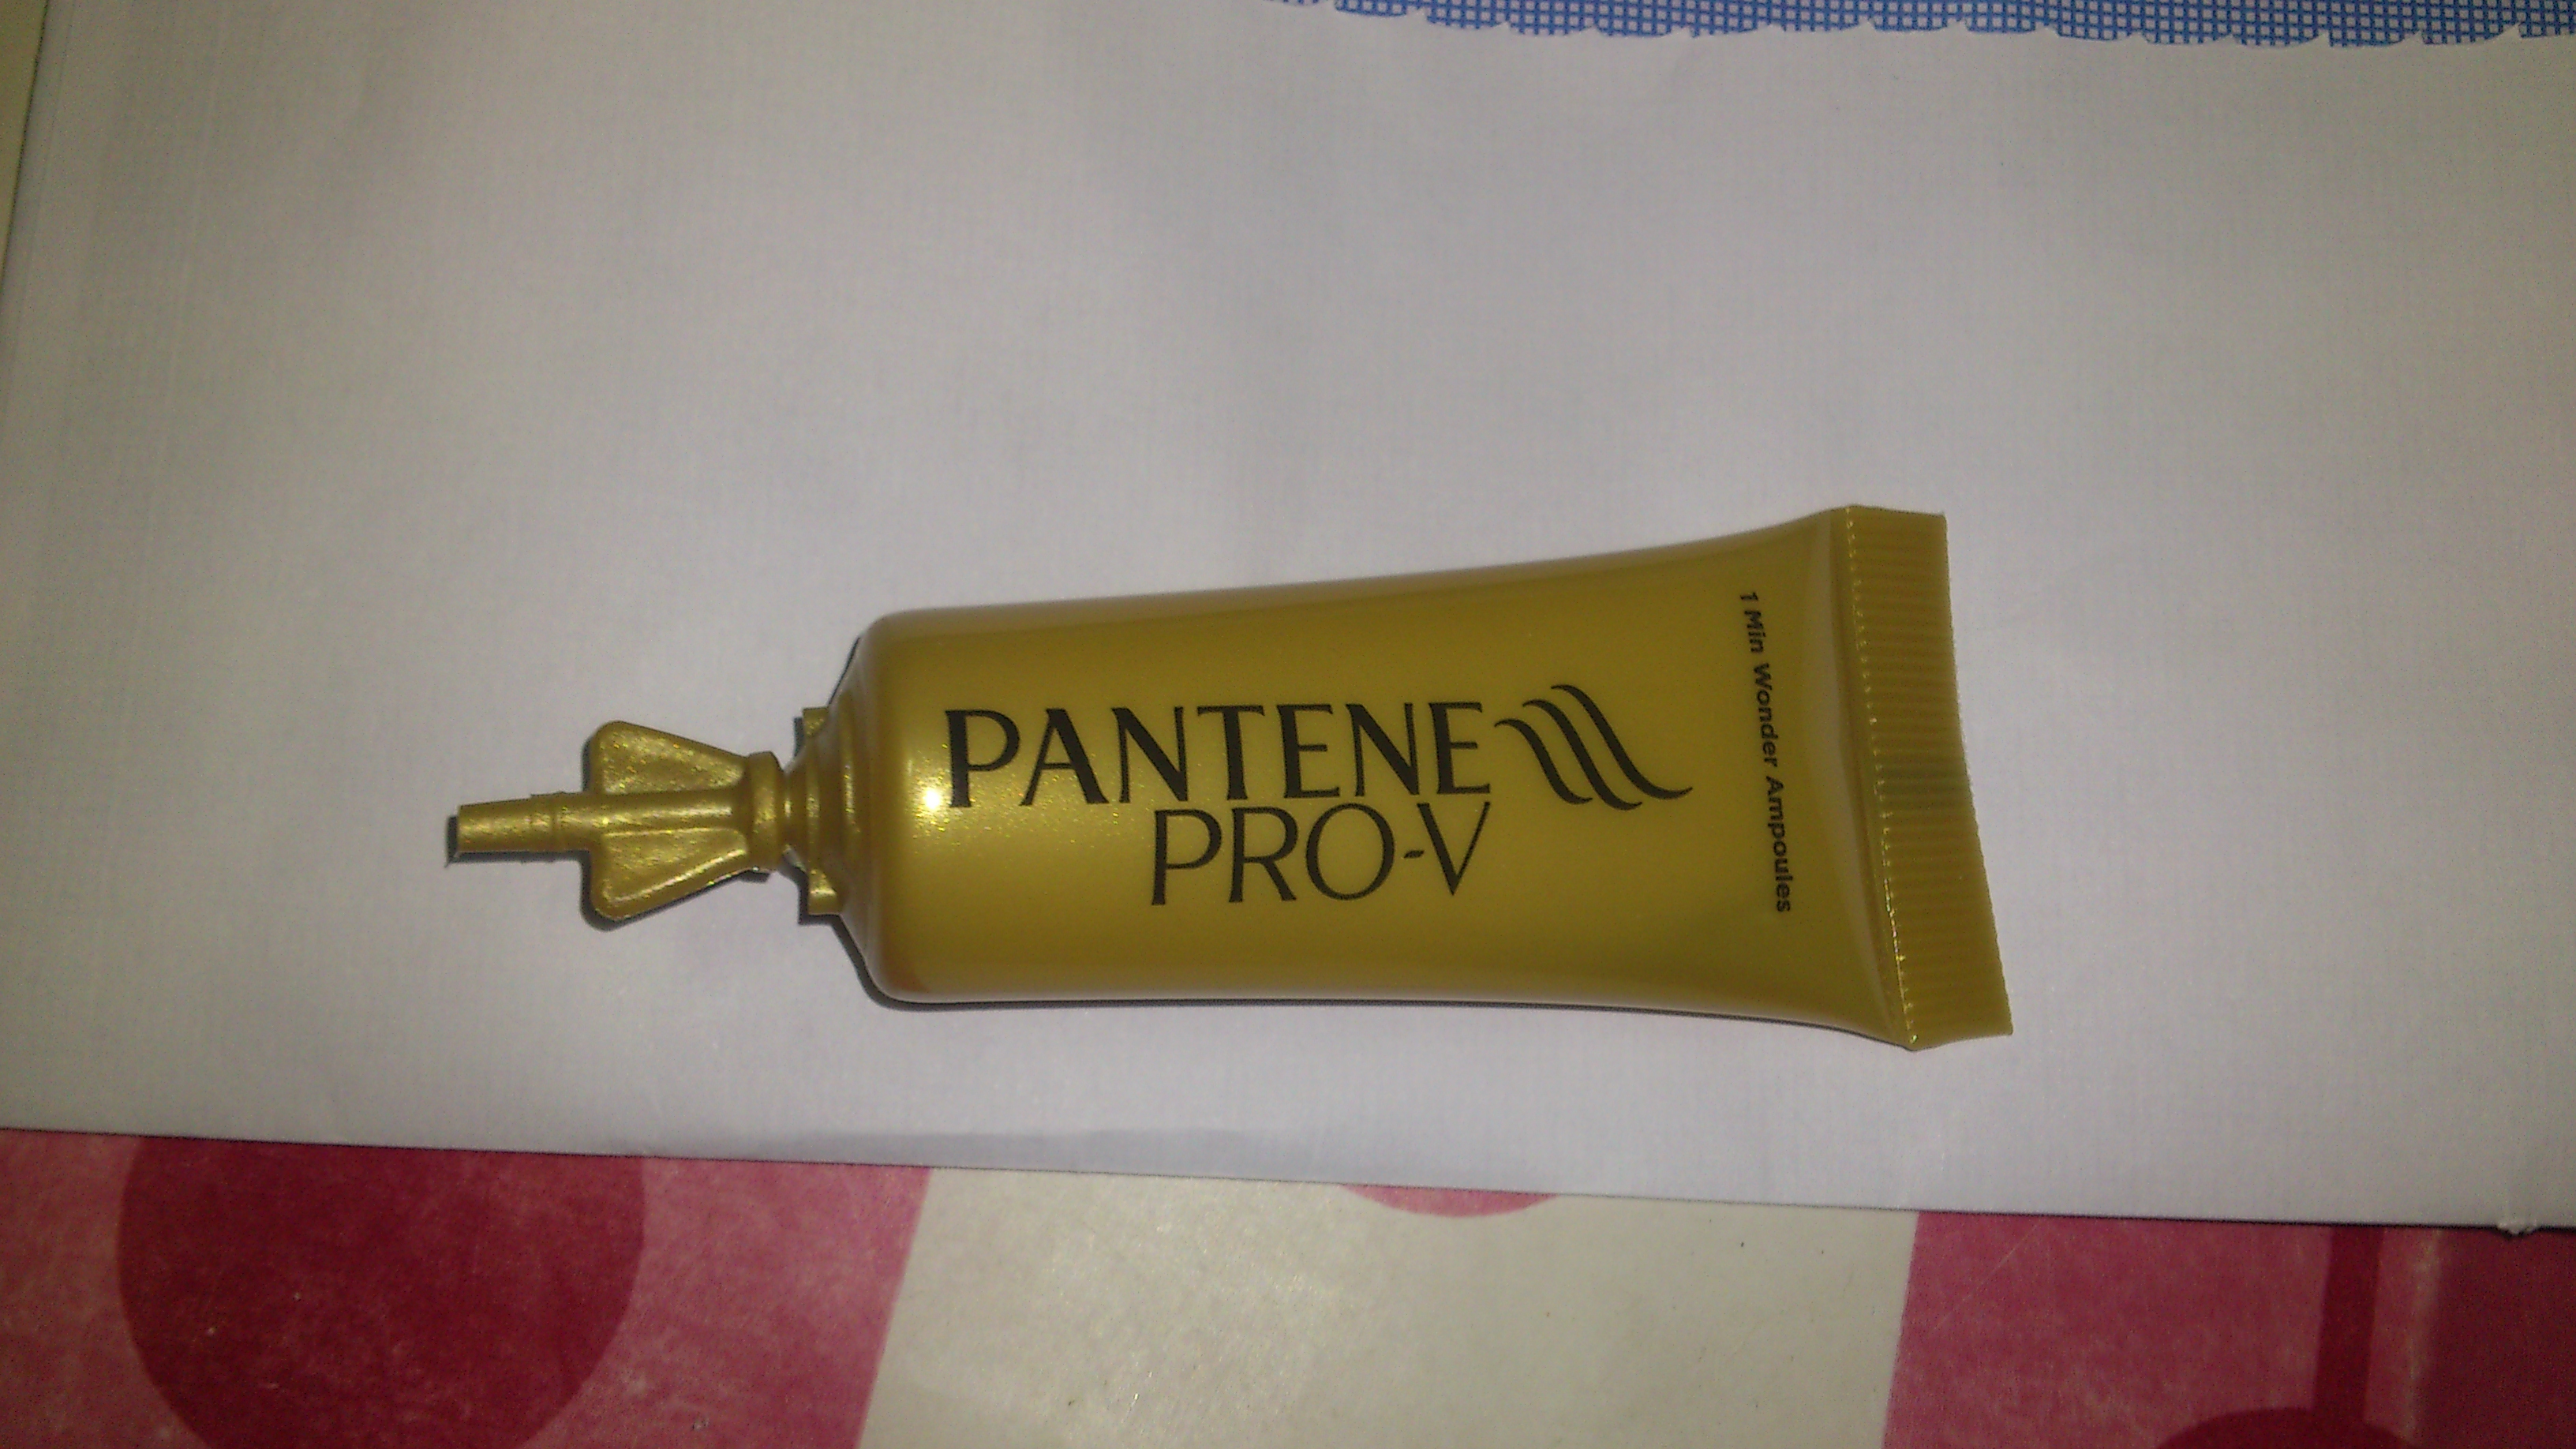 PANTENE
PRO-V
1 Min Wonder Ampoules